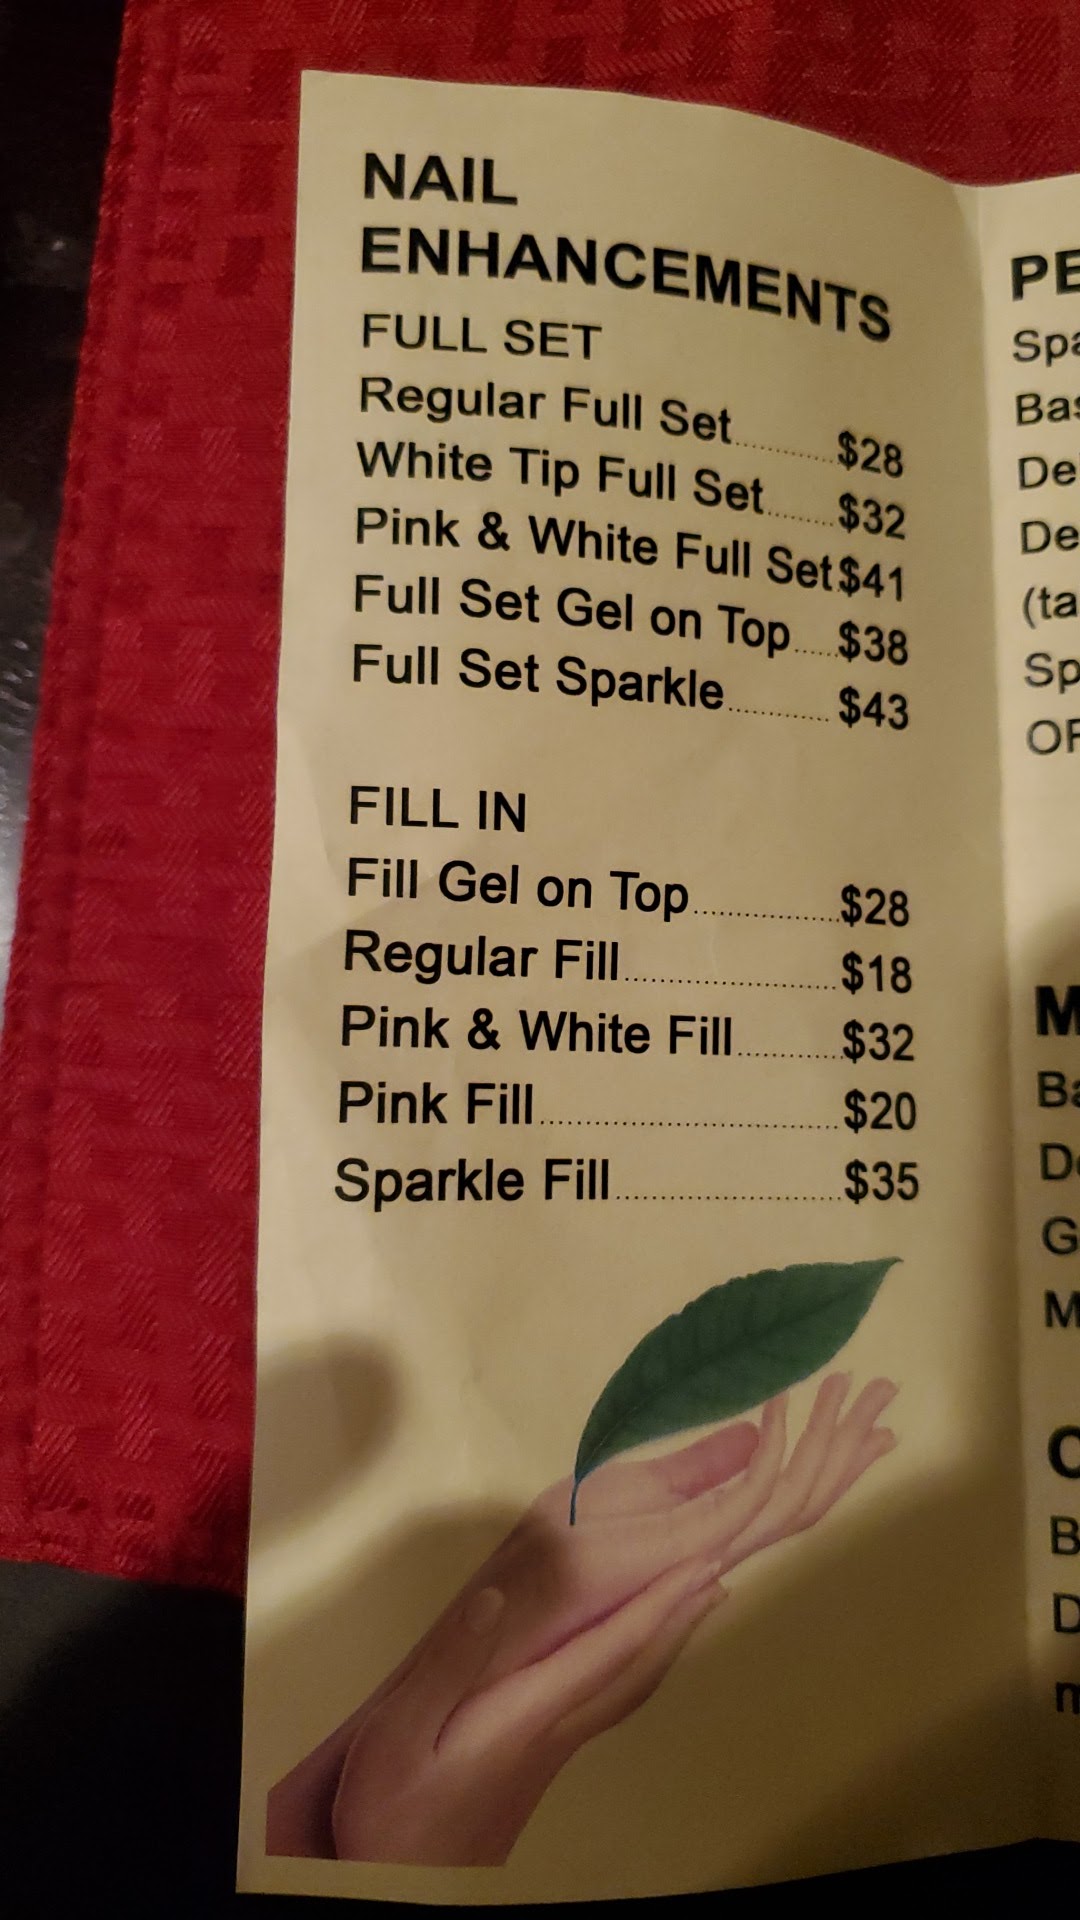 NAIL
ENHANCEMENTS
FULL SET
Regular Full Set..........$28
White Tip Full Set.......$32
Pink & White Full Set$41
Full Set Gel on Top.....$38
Full Set Sparkle.......... $43
FILL IN
Fill Gel on Top................$28
Regular Fill......................$18
Pink & White Fill...........$32
Pink Fill...............................$20
Sparkle Fill.......................$35